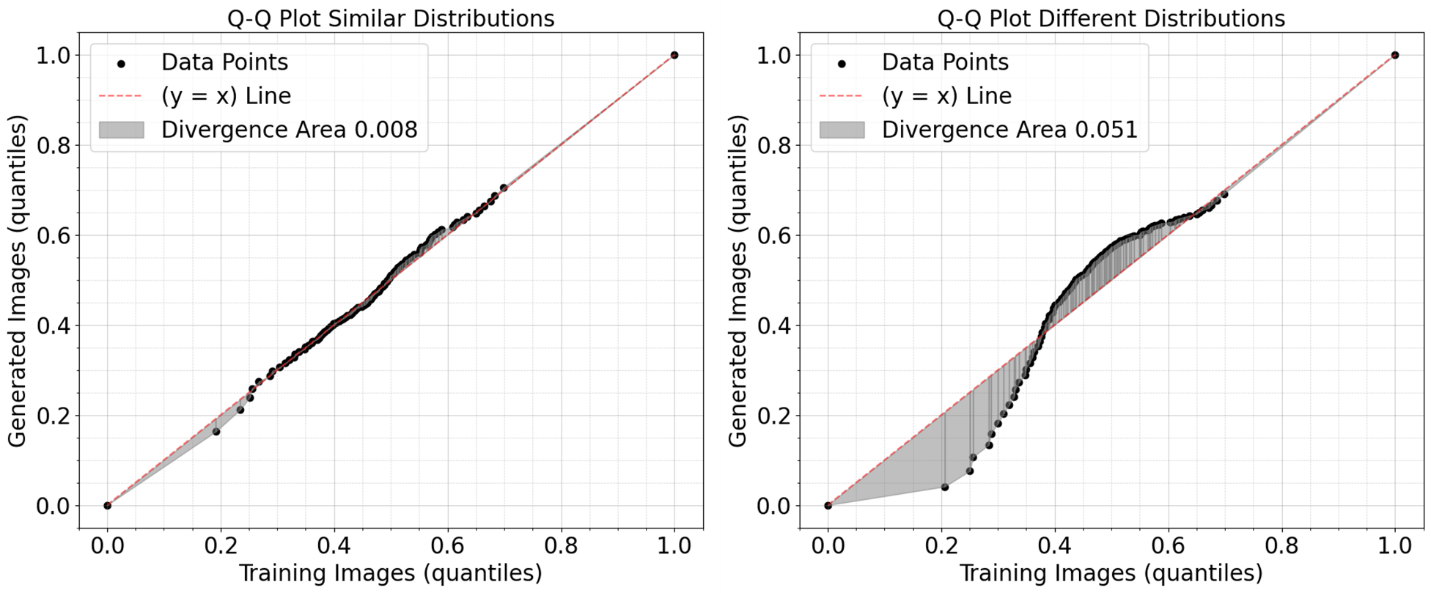 Q-Q Plot Similar Distributions
Data Points
(y = x) Line
Divergence Area 0.008
1.0
0.8
0.6
0.4
0.2
0.0
Generated Images (quantiles)
0.0 0.2 0.4 0.6 0.8 1.0
Training Images (quantiles)
Q-Q Plot Different Distributions
Data Points
(y = x) Line
Divergence Area 0.051
1.0
0.8
0.6
0.4
0.2
0.0
Generated Images (quantiles)
0.0 0.2 0.4 0.6 0.8 1.0
Training Images (quantiles)